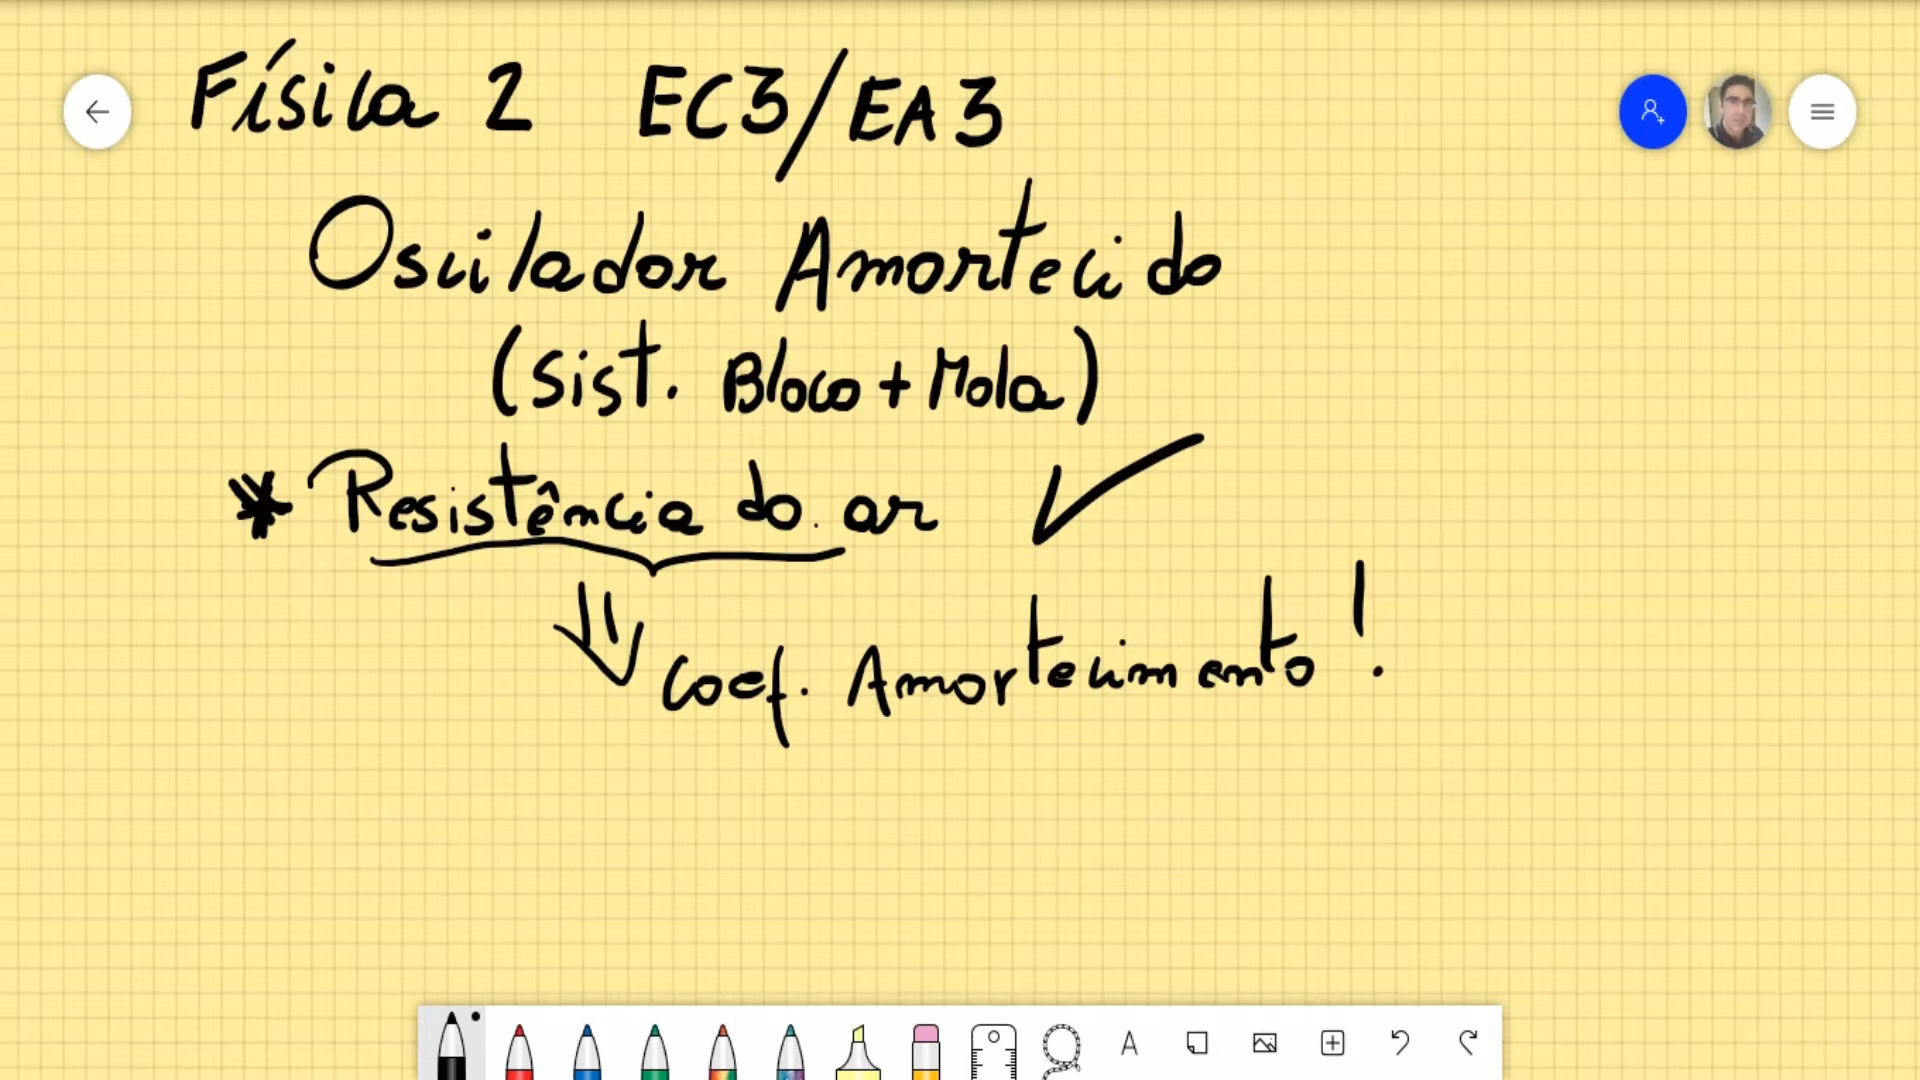 Física 2 EC3/EA3
Oscilador Amortecido
(Sist. Bloco + Mola)
* Resistência do ar ✓
⇓ Coef. Amortecimento!
A